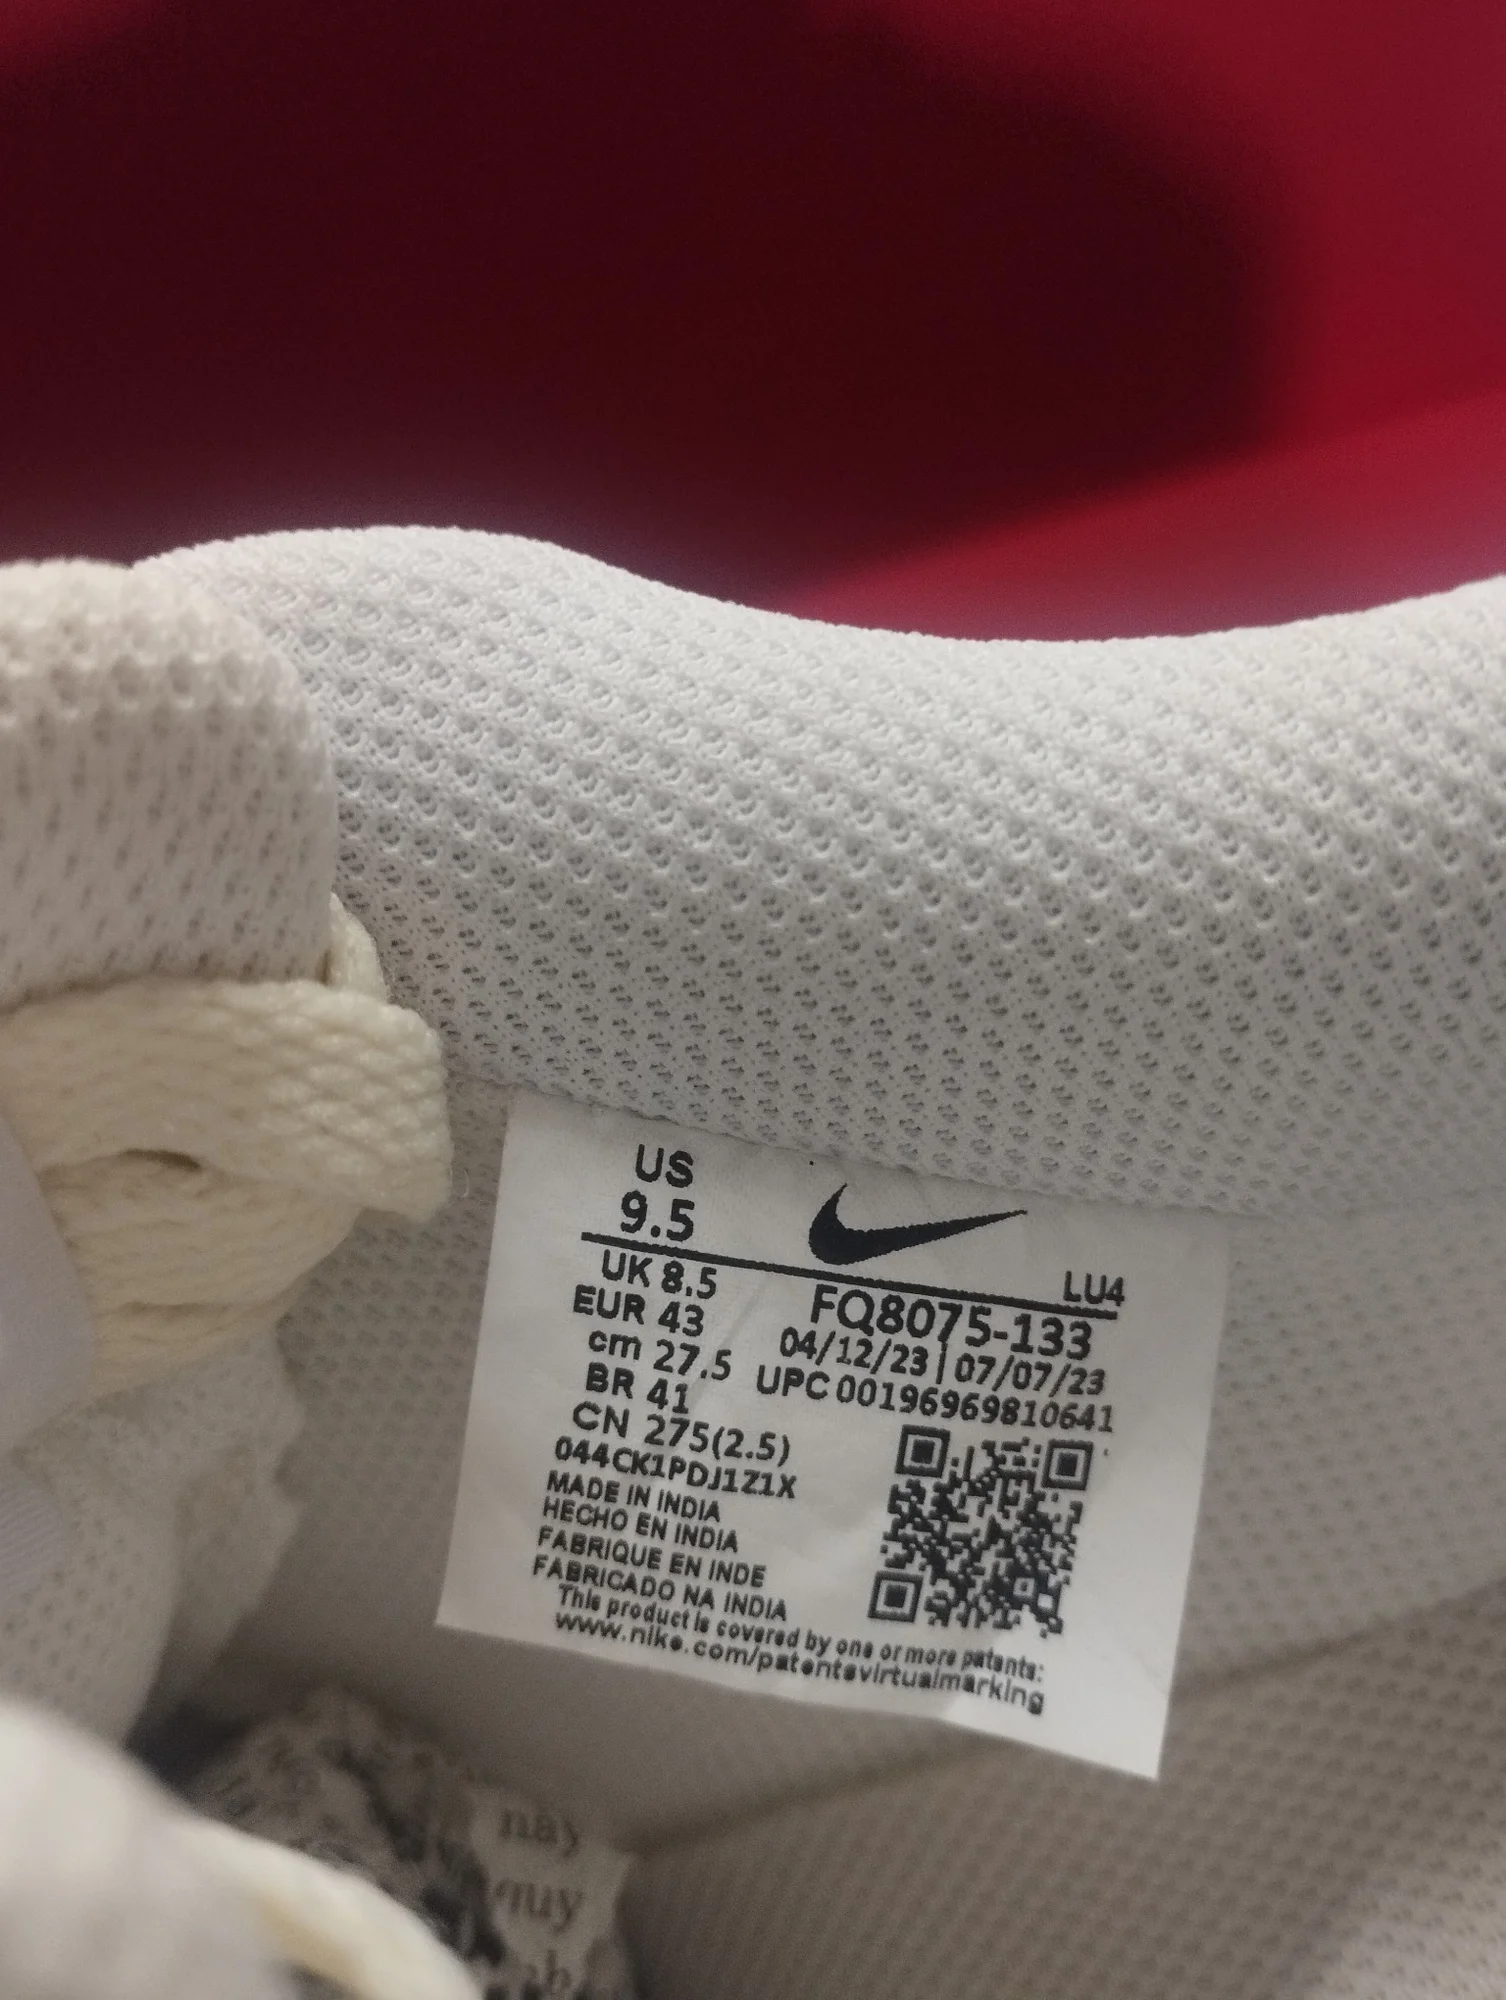 US
9.5
LU4
UK 8.5
EUR 43
cm 27.5
BR 41
CN 275(2.5)
FQ8075-133
04/12/23 | 07/07/23
UPC 00196969810641
044CK1PDJ1Z1X
MADE IN INDIA
HECHO EN INDIA
FABRIQUE EN INDE
FABRICADO NA INDIA
This product is covered by one or more patents:
www.nike.com/patentsvirtualmarking
nay
quy